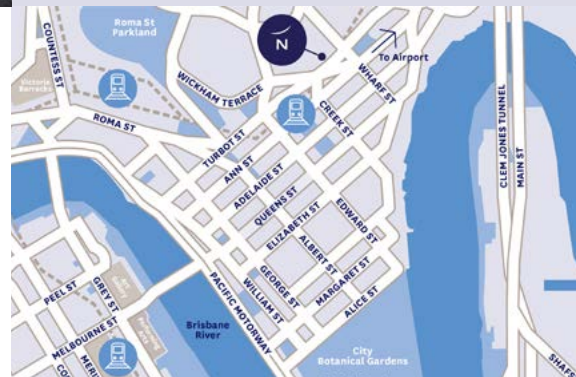 Roma St
Parkland
COUNTESS ST
N
To Airport
Victoria
Barracks
WICKHAM TERRACE
WHARF ST
ROMA ST
CREEK ST
TURBOT ST
ANN ST
ADELAIDE ST
QUEENS ST
ELIZABETH ST
EDWARD ST
ALBERT ST
MARGARET ST
ALICE ST
GEORGE ST
WILLIAM ST
PACIFIC MOTORWAY
CLEM JONES TUNNEL
MAIN ST
PEEL ST
GREY ST
MELBOURNE ST
Brisbane
River
City
Botanical Gardens
MERI
CO
SHAFS